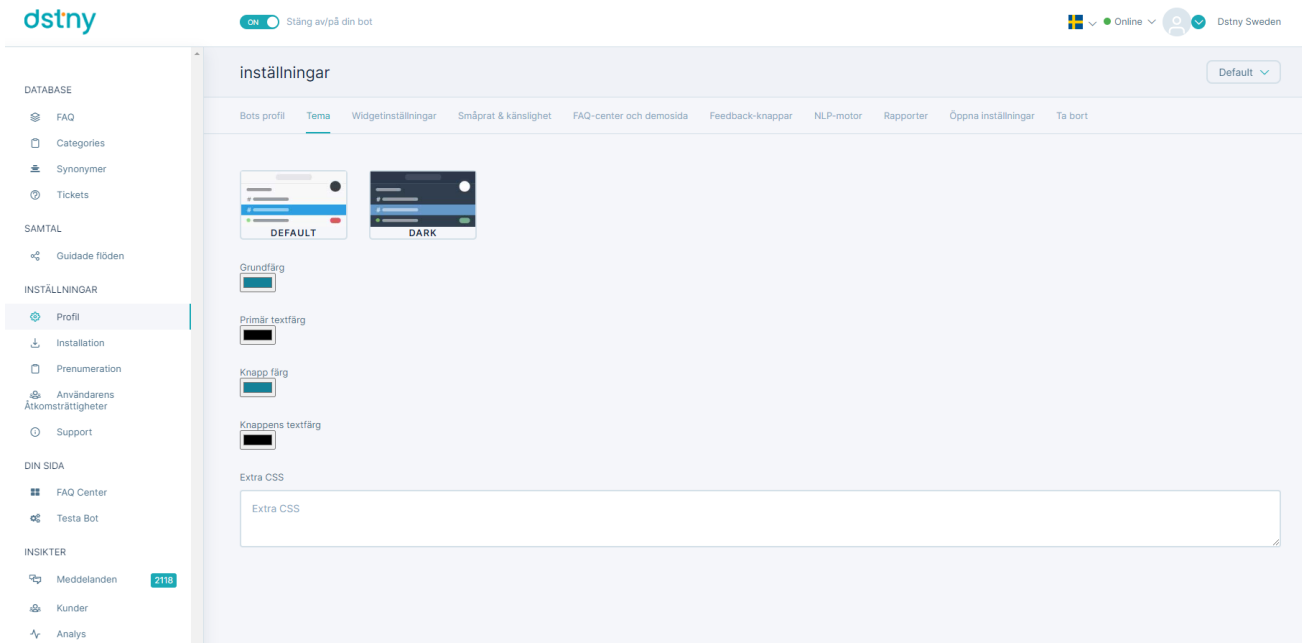 dstny
ON Stäng av/på din bot
Online
Dstny Sweden
inställningar
Default
DATABASE
FAQ
Categories
Synonymer
Tickets
SAMTAL
Guidade flöden
INSTÄLLNINGAR
Profil
Installation
Prenumeration
Användarens
Åtkomsträttigheter
Support
DIN SIDA
FAQ Center
Testa Bot
INSIKTER
Meddelanden 2118
Kunder
Analys
Bots profil Tema Widgetinställningar Småprat & känslighet FAQ-center och demosida Feedback-knappar NLP-motor Rapporter Öppna inställningar Ta bort
DEFAULT DARK
Grundfärg
Primär textfärg
Knapp färg
Knappens textfärg
Extra CSS
Extra CSS